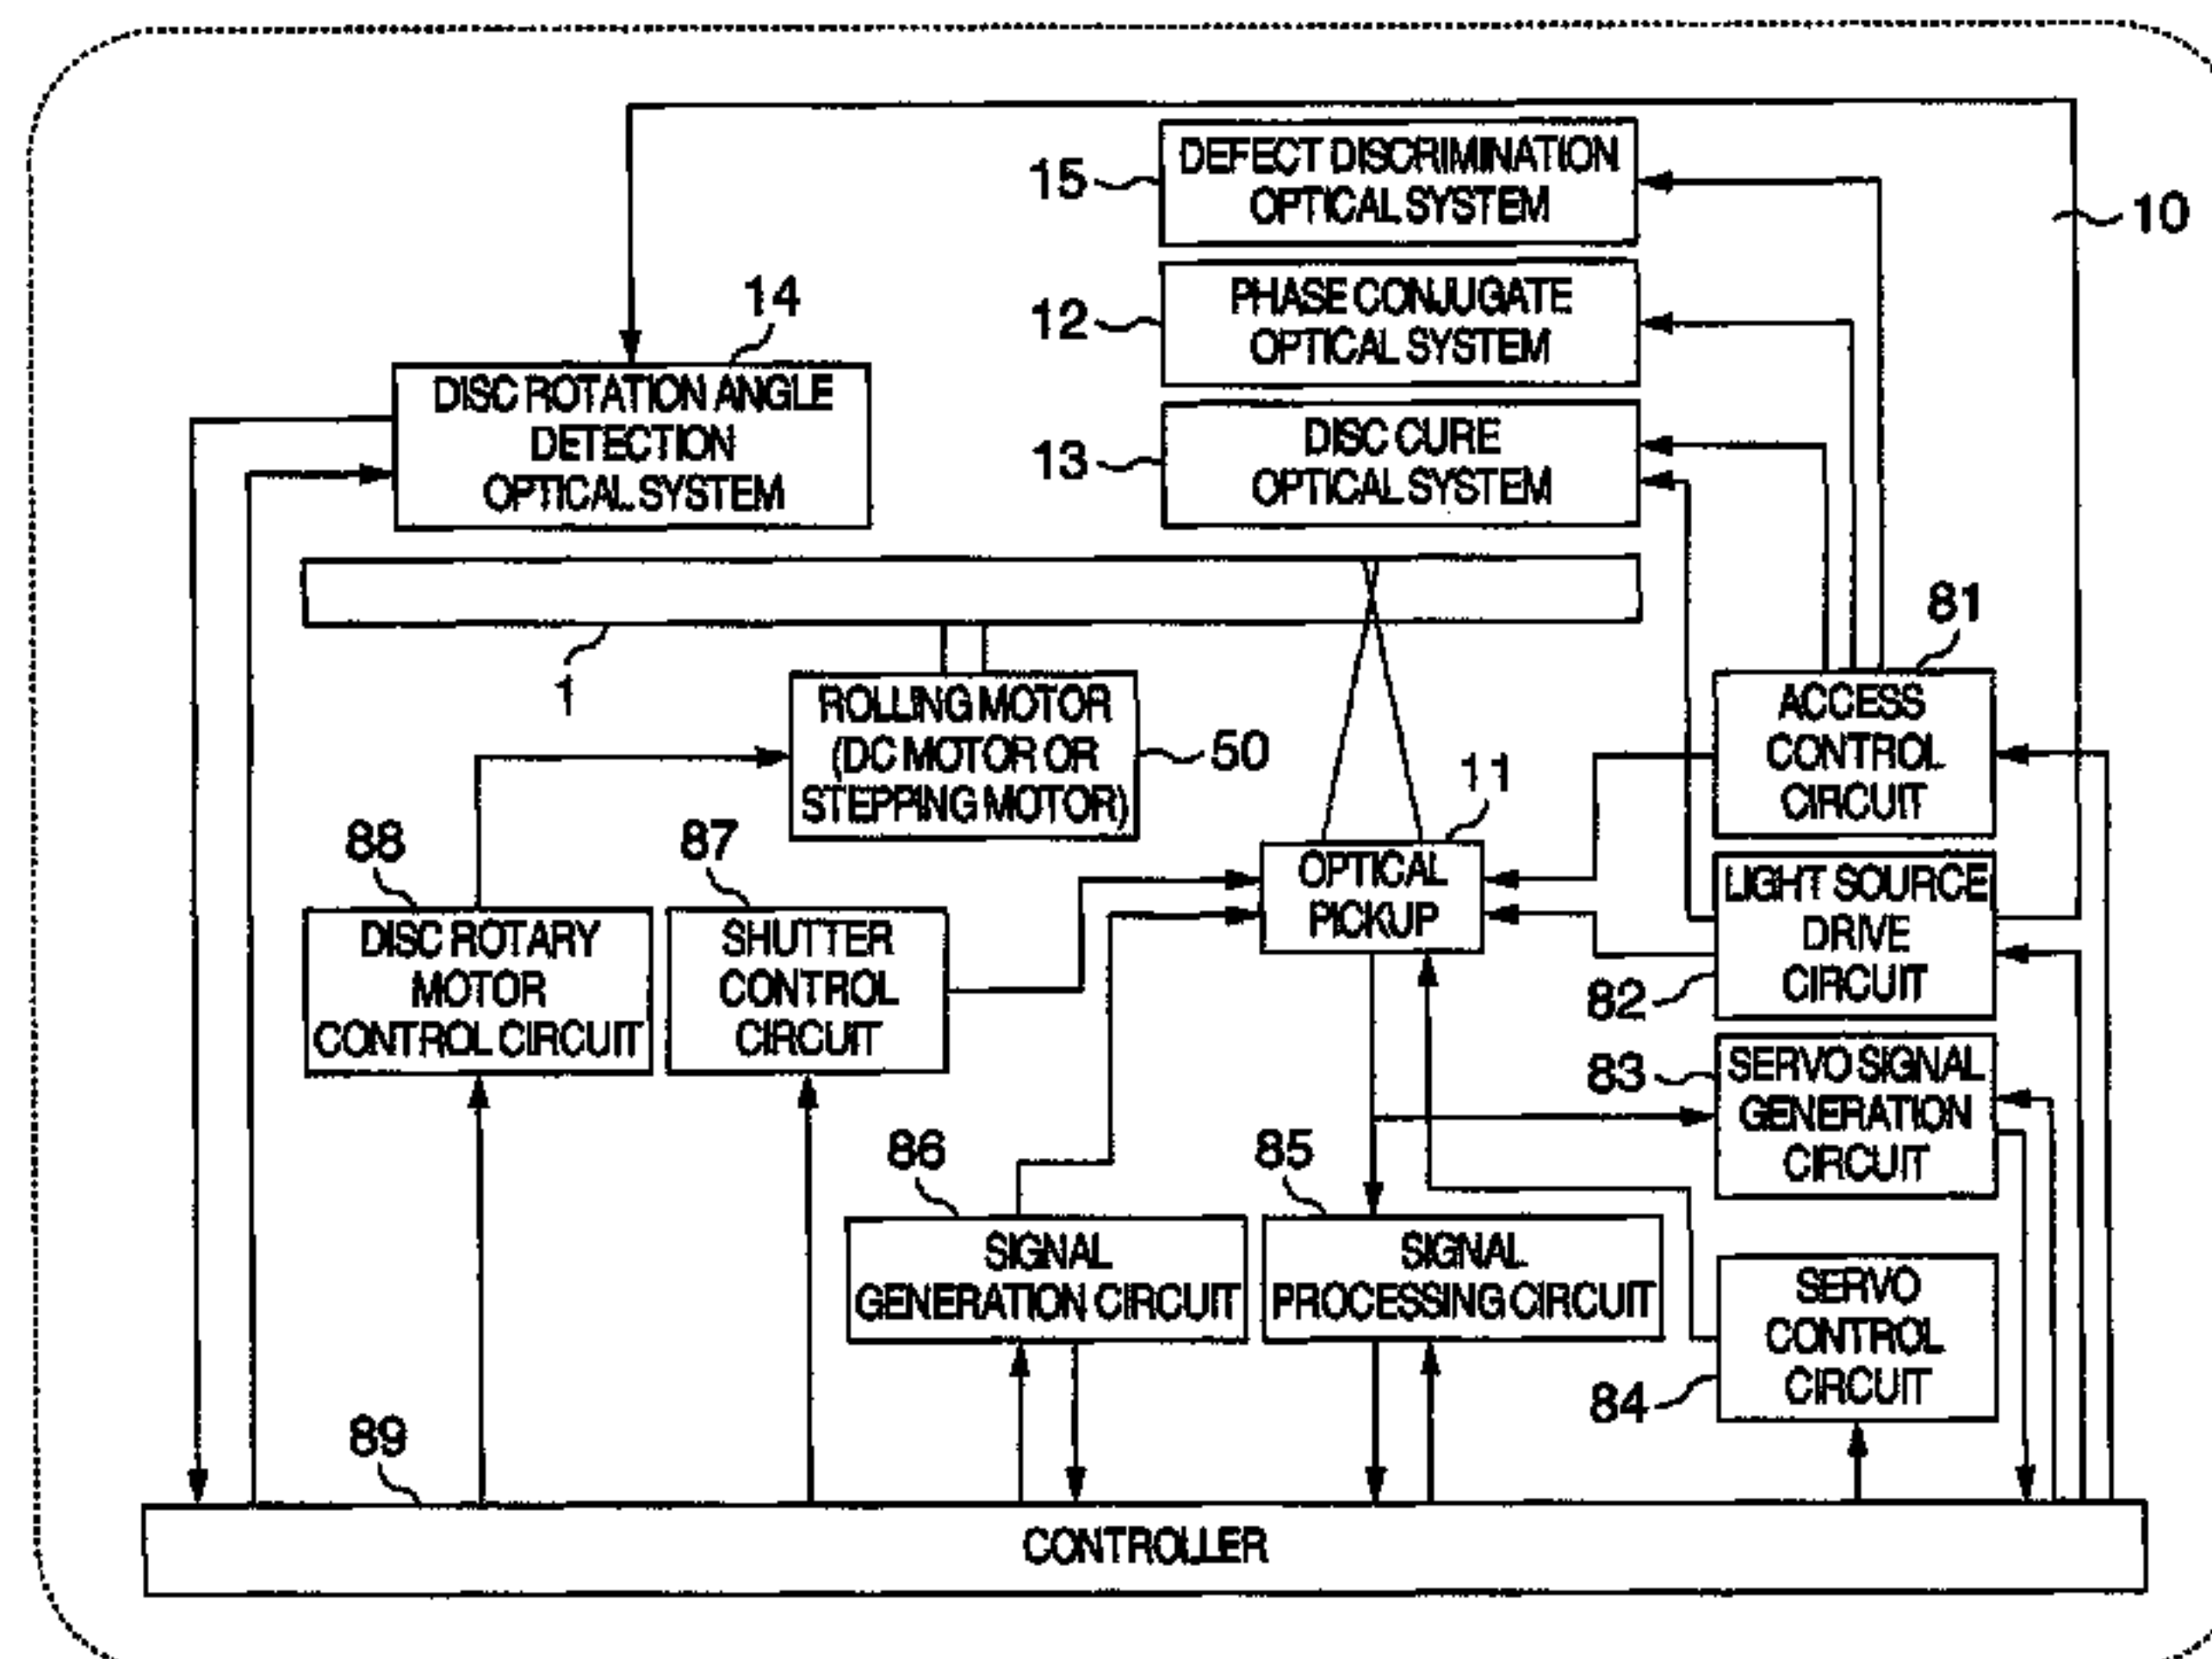 15
DEFECT DISCRIMINATION
OPTICAL SYSTEM
10
12
PHASE CONJUGATE
OPTICAL SYSTEM
14
DISC ROTATION ANGLE
DETECTION
OPTICAL SYSTEM
13
DISC CURE
OPTICAL SYSTEM
1
81
ACCESS
CONTROL
CIRCUIT
ROLLING MOTOR
(DC MOTOR OR
STEPPING MOTOR)
50
11
OPTICAL
PICKUP
88
DISC ROTARY
MOTOR
CONTROL CIRCUIT
87
SHUTTER
CONTROL
CIRCUIT
LIGHT SOURCE
DRIVE
CIRCUIT
82
83
SERVO SIGNAL
GENERATION
CIRCUIT
86
SIGNAL
GENERATION CIRCUIT
85
SIGNAL
PROCESSING CIRCUIT
SERVO
CONTROL
CIRCUIT
84
89
CONTROLLER